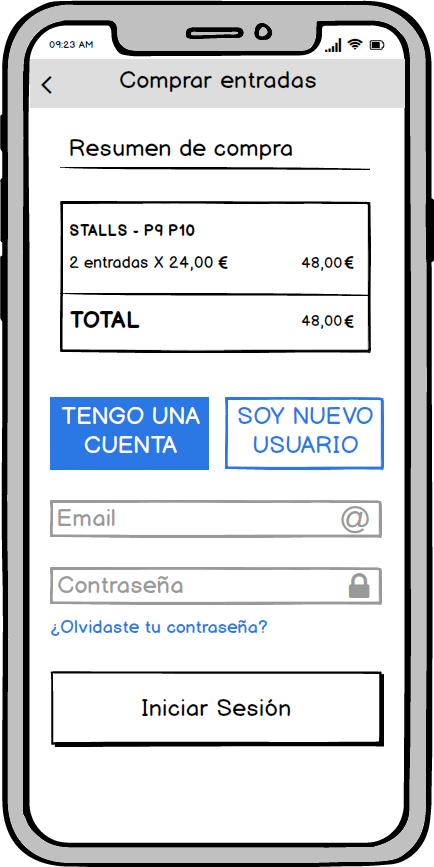 09:23 AM
Comprar entradas
Resumen de compra
STALLS - P9 P10
2 entradas X 24,00 € 48,00 €
TOTAL 48,00 €
TENGO UNA
CUENTA
SOY NUEVO
USUARIO
Email @
Contraseña
¿Olvidaste tu contraseña?
Iniciar Sesión